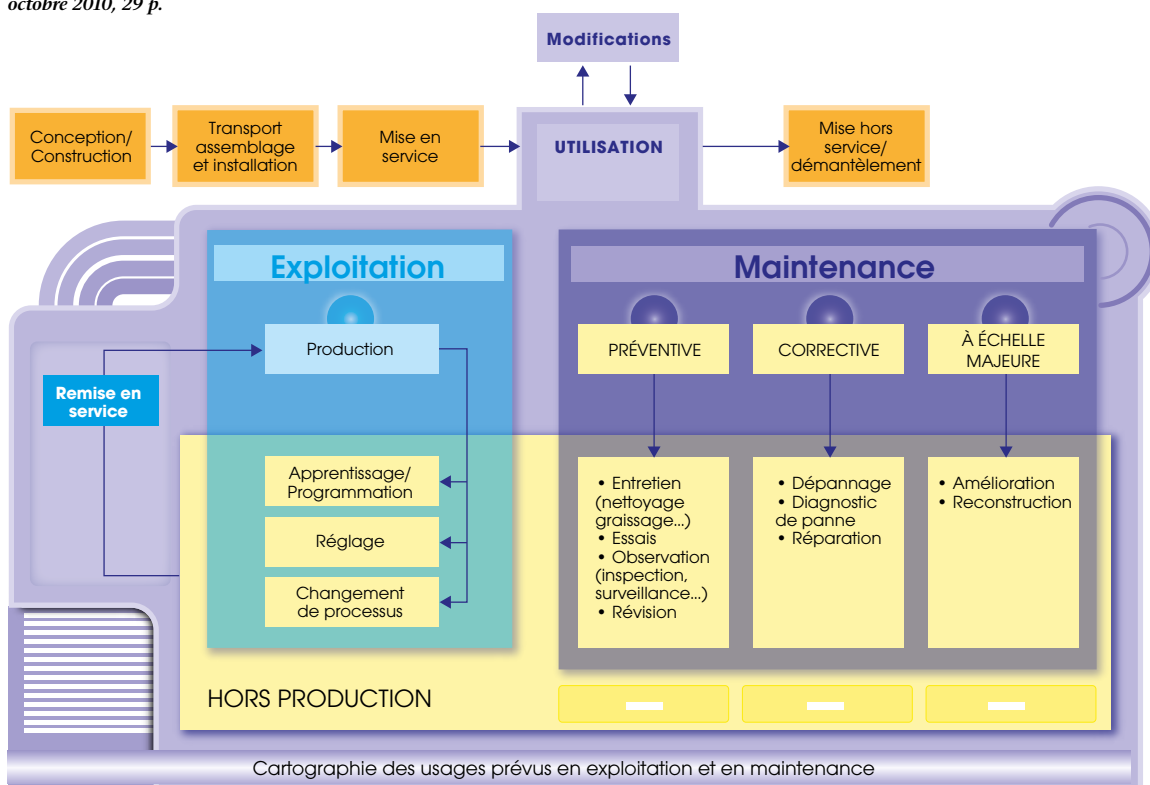 octobre 2010, 29 p.
Modifications
Conception/
Construction
Transport
assemblage
et installation
Mise en
service
UTILISATION
Mise hors
service/
démantèlement
Exploitation
Maintenance
Production
PRÉVENTIVE
CORRECTIVE
À ÉCHELLE
MAJEURE
Remise en
service
Apprentissage/
Programmation
Réglage
Changement
de processus
• Entretien
(nettoyage
graissage...)
• Essais
• Observation
(inspection,
surveillance...)
• Révision
• Dépannage
• Diagnostic
de panne
• Réparation
• Amélioration
• Reconstruction
HORS PRODUCTION
Cartographie des usages prévus en exploitation et en maintenance